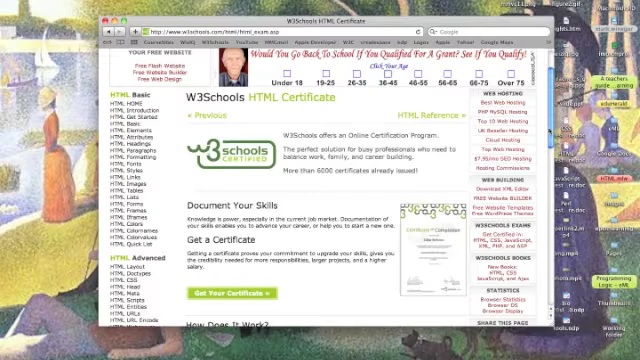 W3Schools HTML Certificate
http://www.w3schools.com/html/html_exam.asp
Google
YOUR FREE WEBSITE
Free Flash Website
Free Website Builder
Free Web Design
Would You Go Back To School If You Qualified For A Grant? See If You Qualify!
Click Your Age
Under 18 19-25 26-35 36-45 46-55 56-65 66-75 Over 75
HTML Basic
HTML HOME
HTML Introduction
HTML Get Started
HTML Basic
HTML Elements
HTML Attributes
HTML Headings
HTML Paragraphs
HTML Formatting
HTML Fonts
HTML Styles
HTML Links
HTML Images
HTML Tables
HTML Lists
HTML Forms
HTML Frames
HTML Iframes
HTML Colors
HTML Colornames
HTML Colorvalues
HTML Quick List
HTML Advanced
HTML Layout
HTML Doctypes
HTML CSS
HTML Head
HTML Meta
HTML Scripts
HTML Entities
HTML URLs
HTML URL Encode
W3Schools HTML Certificate
« Previous
HTML Reference »
w3schools
CERTIFIED
W3Schools offers an Online Certification Program.
The perfect solution for busy professionals who need to
balance work, family, and career building.
More than 6000 certificates already issued!
Document Your Skills
Knowledge is power, especially in the current job market. Documentation of
your skills enables you to advance your career, or help you to start a new one.
Get a Certificate
Getting a certificate proves your commitment to upgrade your skills, gives you
the credibility needed for more responsibilities, larger projects, and a higher
salary.
Get Your Certificate »
How Does It Work?
Certificate of Completion
WEB HOSTING
Best Web Hosting
PHP MySQL Hosting
Top 10 Web Hosting
UK Reseller Hosting
Cloud Hosting
Top Web Hosting
$7.95/mo SEO Hosting
Hosting Commissions
WEB BUILDING
Download XML Editor
FREE Website BUILDER
Free Website Templates
Free WordPress Themes
W3SCHOOLS EXAMS
Get Certified in:
HTML, CSS, JavaScript,
XML, PHP, and ASP
W3SCHOOLS BOOKS
New Books:
HTML, CSS
JavaScript, and Ajax
STATISTICS
Browser Statistics
Browser OS
Browser Display
SHARE THIS PAGE